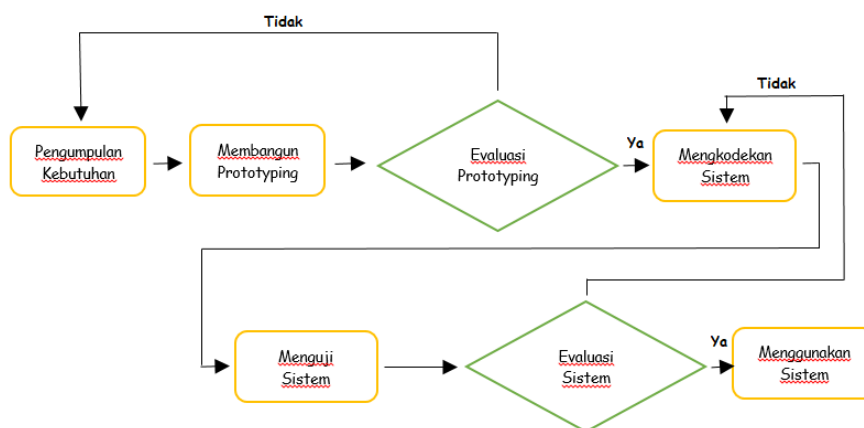 Tidak
Tidak
Pengumpulan
Kebutuhan
Membangun
Prototyping
Evaluasi
Prototyping
Ya
Mengkodekan
Sistem
Menguji
Sistem
Evaluasi
Sistem
Ya
Menggunakan
Sistem